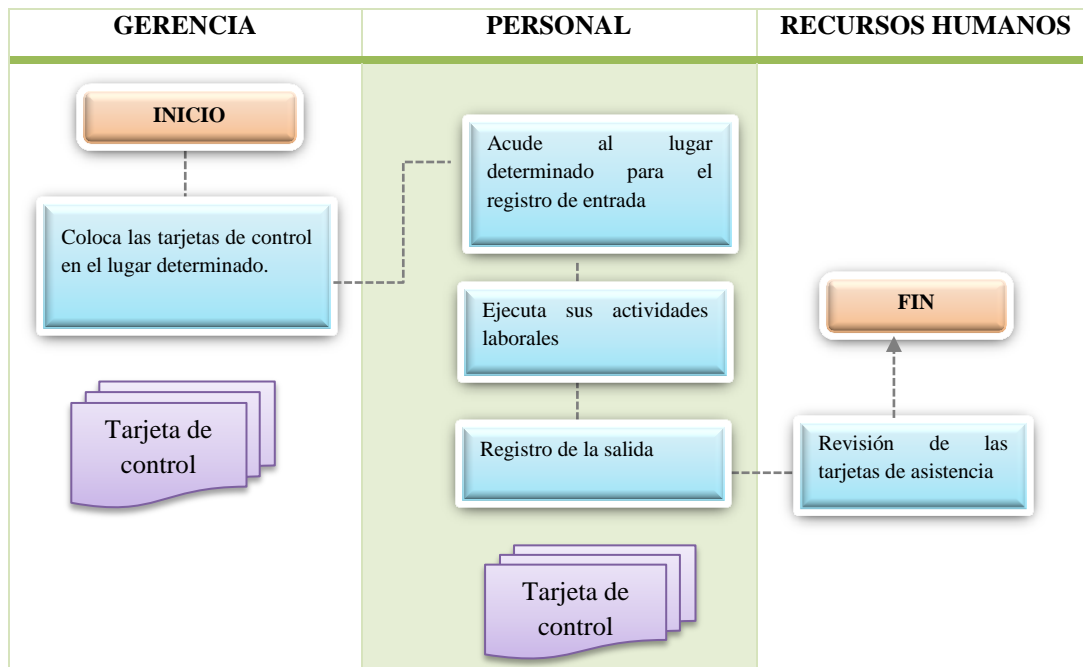 GERENCIA
PERSONAL
RECURSOS HUMANOS
INICIO
Coloca las tarjetas de control
en el lugar determinado.
Tarjeta de
control
Acude al lugar
determinado para el
registro de entrada
Ejecuta sus actividades
laborales
Registro de la salida
Tarjeta de
control
FIN
Revisión de las
tarjetas de asistencia